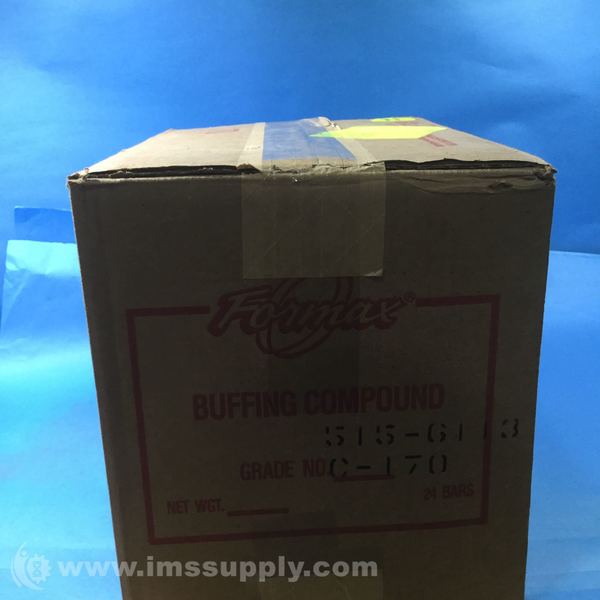 Formax®
BUFFING COMPOUND
515-6113
GRADE NO. C-170
24 BARS
NET WGT.
www.imssupply.com